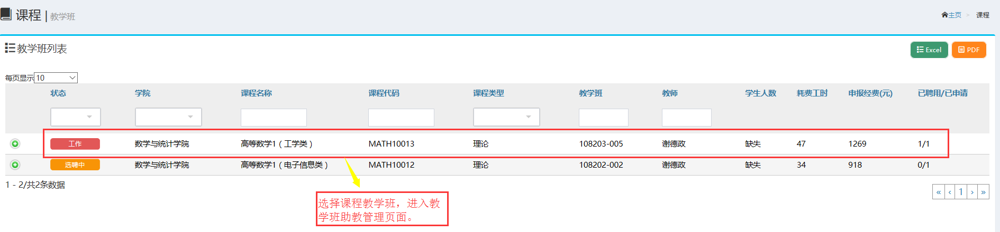 课程 | 教学班
主页 > 课程
教学班列表
Excel PDF
每页显示 10
状态 学院 课程名称 课程代码 课程类型 教学班 教师 学生人数 耗费工时 申报经费(元) 已聘用/已申请
工作 数学与统计学院 高等数学1（工学类） MATH10013 理论 108203-005 谢德政 缺失 47 1269 1/1
选聘中 数学与统计学院 高等数学1（电子信息类） MATH10012 理论 108202-002 谢德政 缺失 34 918 0/1
1 - 2/共2条数据
« ‹ 1 › »
选择课程教学班，进入教
学班助教管理页面。